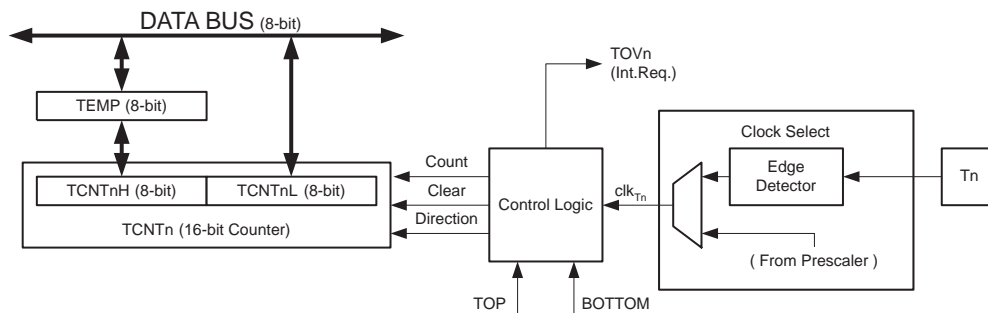 DATA BUS (8-bit)
TOVn
(Int.Req.)
TEMP (8-bit)
Clock Select
Count
Edge
Detector
Tn
TCNTnH (8-bit)
TCNTnL (8-bit)
Clear
Control Logic
clkTn
TCNTn (16-bit Counter)
Direction
( From Prescaler )
TOP
BOTTOM